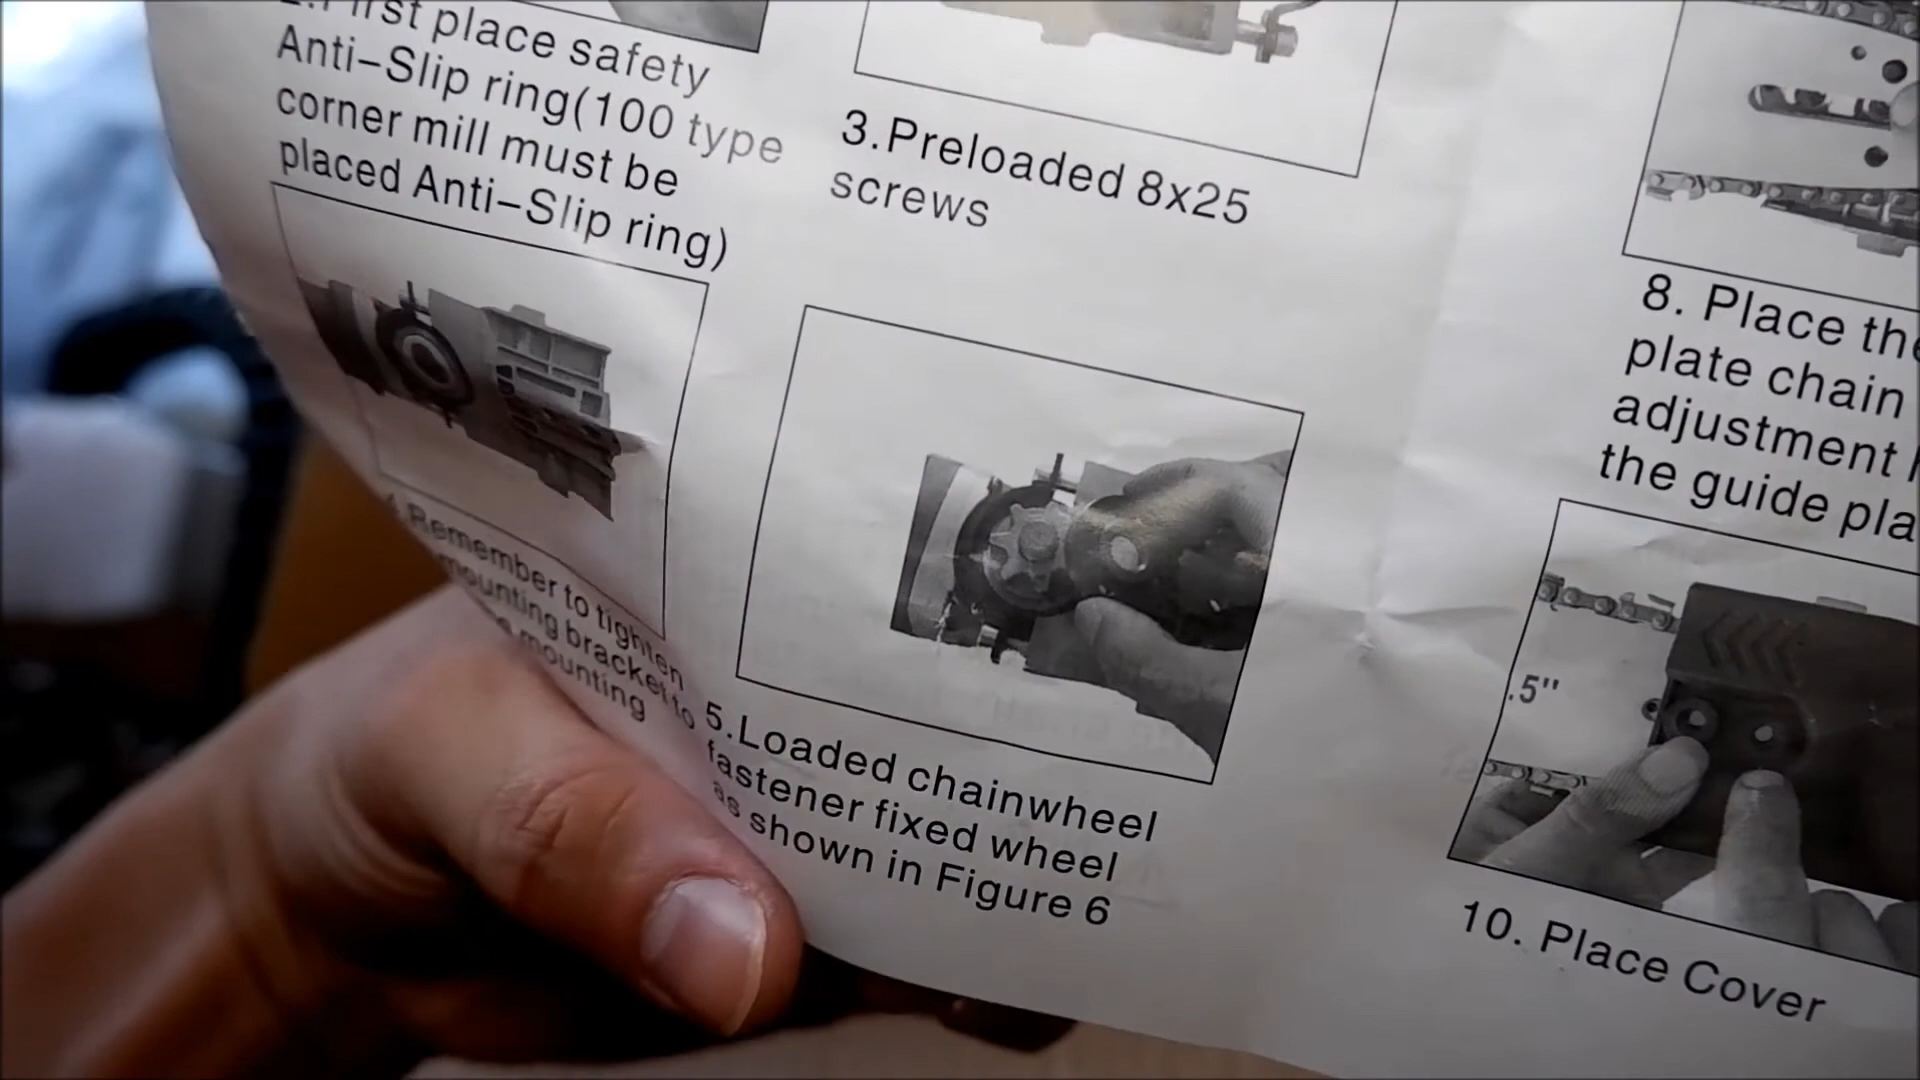 2.First place safety
Anti-Slip ring(100 type
corner mill must be
placed Anti-Slip ring)
3.Preloaded 8x25
screws
4.Remember to tighten
mounting bracket to
mounting
5.Loaded chainwheel
fastener fixed wheel
as shown in Figure 6
8. Place the
plate chain
adjustment
the guide pla
.5"
10. Place Cover